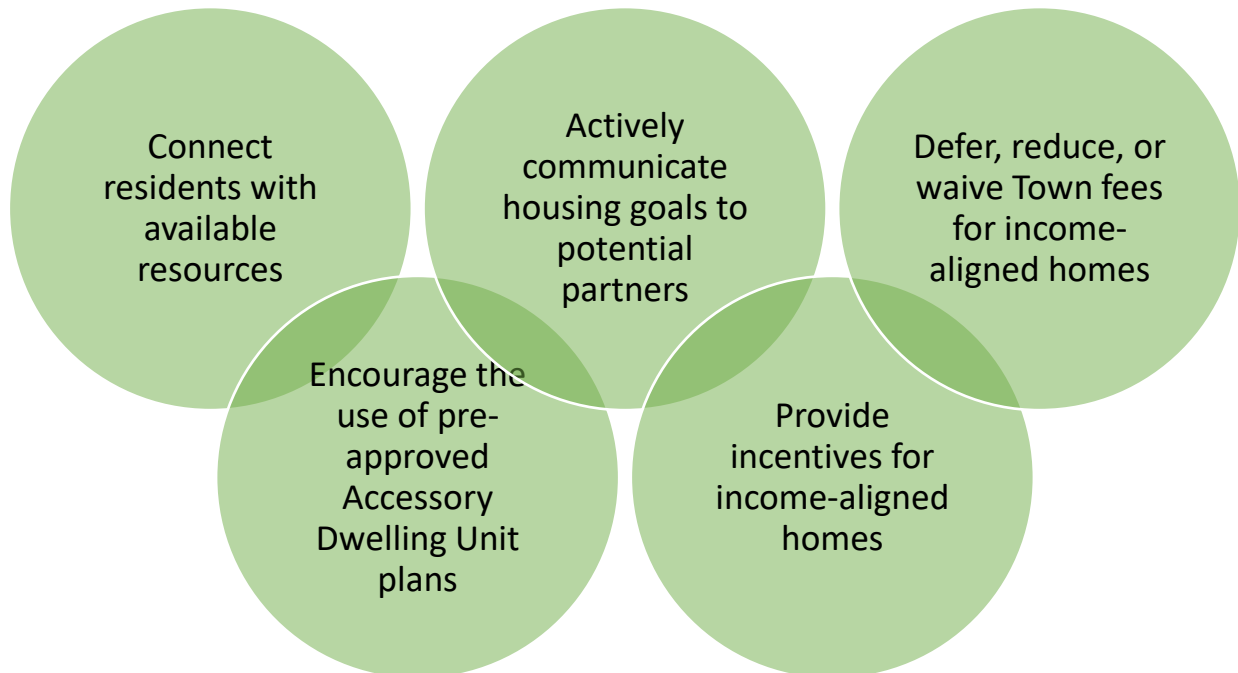 Connect
residents with
available
resources
Actively
communicate
housing goals to
potential
partners
Defer, reduce, or
waive Town fees
for income-
aligned homes
Encourage the
use of pre-
approved
Accessory
Dwelling Unit
plans
Provide
incentives for
income-aligned
homes